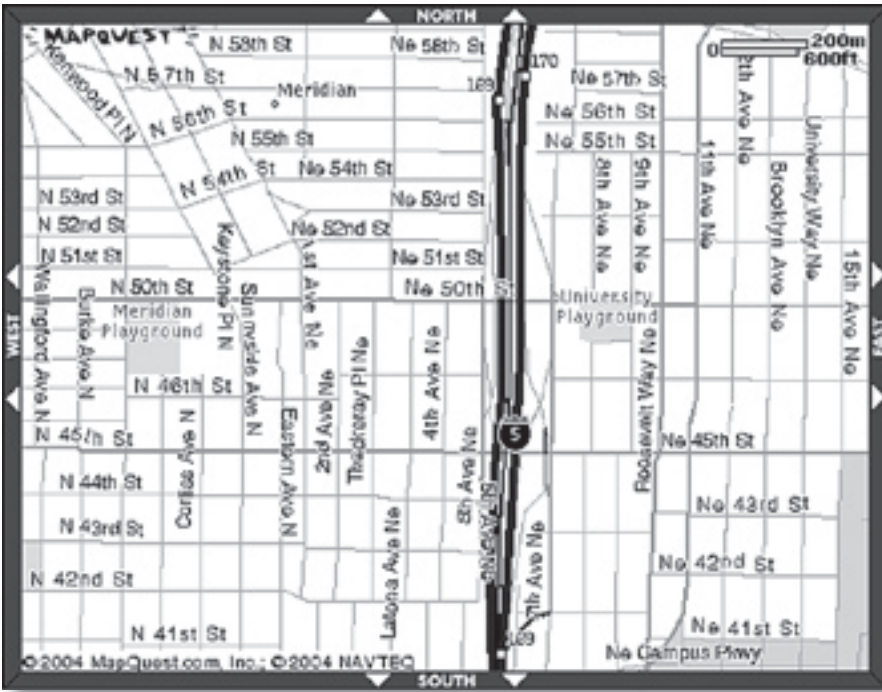 NORTH
MAPQUEST
N 58th St
Ne 58th St
200m
0
600ft
170
169
N 57th St
Ne 57th St
Meridian
Kenwood Pl N
N 56th St
Ne 56th St
N 55th St
Ne 55th St
12th Ave Ne
University Way Ne
11th Ave Ne
N 54th St
Ne 54th St
8th Ave Ne
9th Ave Ne
Brooklyn Ave Ne
N 53rd St
Ne 53rd St
N 52nd St
Ne 52nd St
Keystone Pl N
1st Ave Ne
N 51st St
Ne 51st St
15th Ave Ne
N 50th St
Ne 50th St
WEST
EAST
Wallingford Ave N
Burke Ave N
Meridian
Playground
Sunnyside Ave N
University
Playground
4th Ave Ne
2nd Ave Ne
Roosevelt Way Ne
N 46th St
Eastern Ave N
Corliss Ave N
N 45th St
5
Ne 45th St
N 44th St
N 43rd St
Ne 43rd St
7th Ave Ne
Latona Ave Ne
N 42nd St
Ne 42nd St
N 41st St
Ne 41st St
169
Ne Campus Pkwy
©2004 MapQuest.com, Inc.; ©2004 NAVTEQ
SOUTH